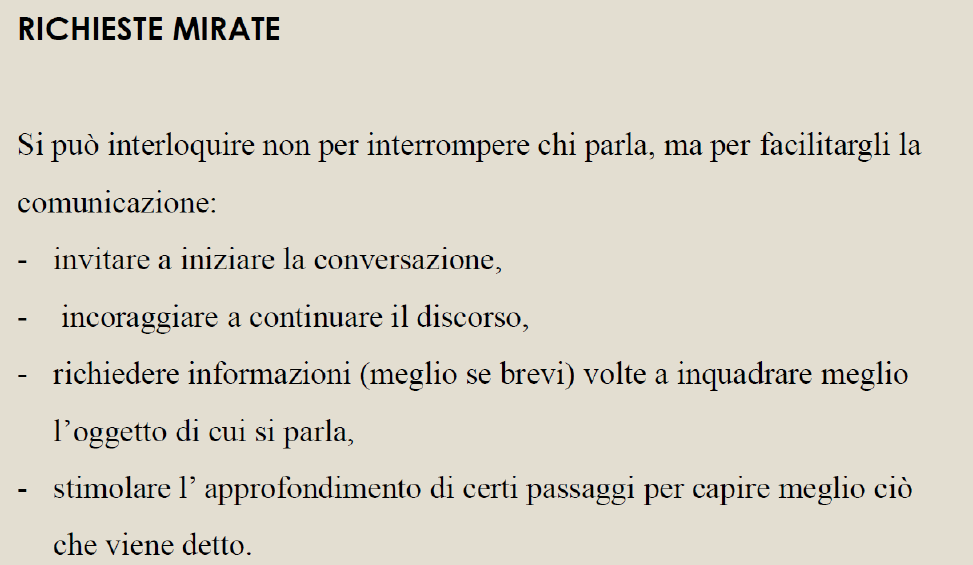 RICHIESTE MIRATE
Si può interloquire non per interrompere chi parla, ma per facilitargli la
comunicazione:
- invitare a iniziare la conversazione,
- incoraggiare a continuare il discorso,
- richiedere informazioni (meglio se brevi) volte a inquadrare meglio
l’oggetto di cui si parla,
- stimolare l’ approfondimento di certi passaggi per capire meglio ciò
che viene detto.